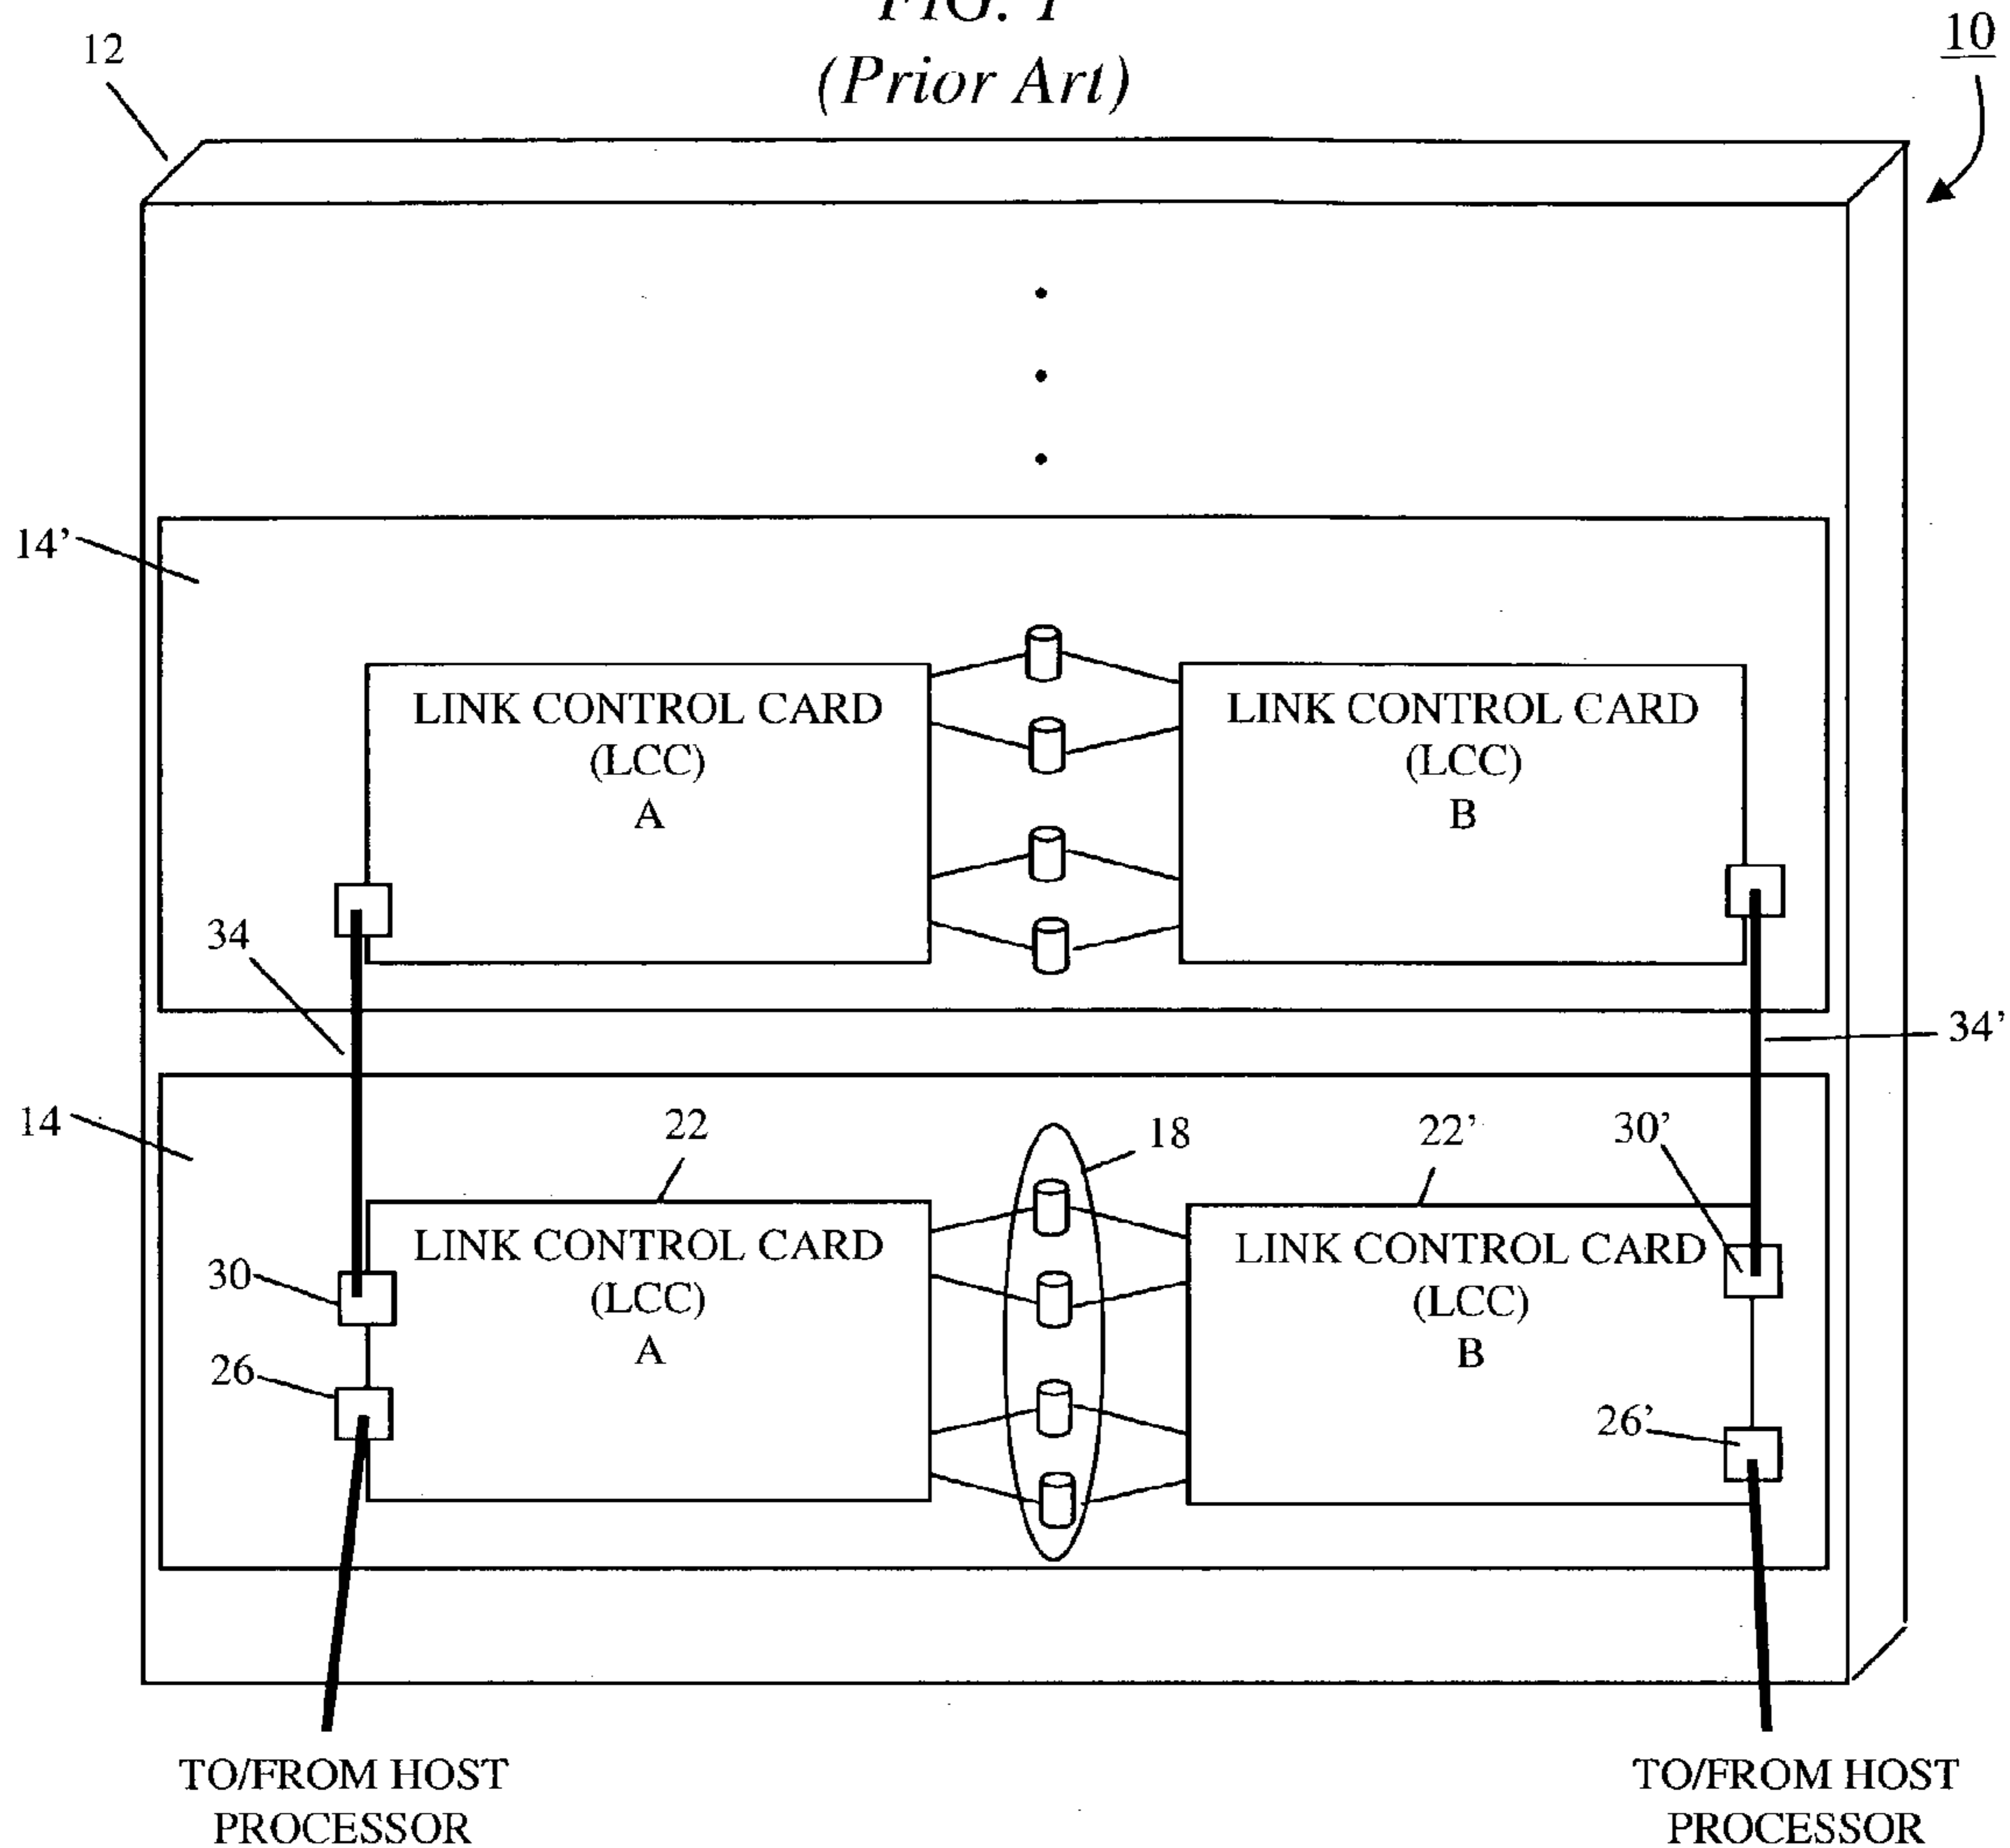 FIG. 1
(Prior Art)
10
12
14'
LINK CONTROL CARD
(LCC)
A
LINK CONTROL CARD
(LCC)
B
34
34'
14
22
18
22'
30'
LINK CONTROL CARD
(LCC)
A
LINK CONTROL CARD
(LCC)
B
30
26
26'
TO/FROM HOST
PROCESSOR
TO/FROM HOST
PROCESSOR